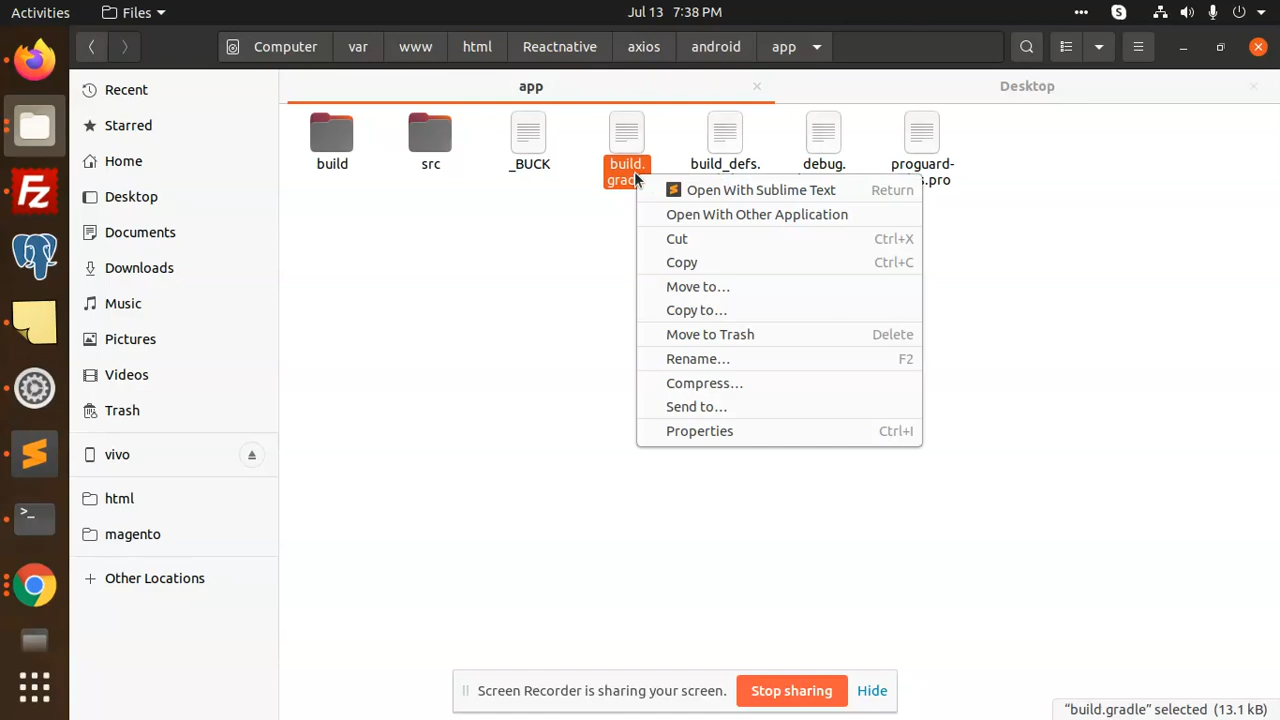 Activities
Files
Jul 13 7:38 PM
Computer
var
www
html
Reactnative
axios
android
app
app
Desktop
Recent
Starred
Home
Desktop
Documents
Downloads
Music
Pictures
Videos
Trash
vivo
html
magento
+ Other Locations
build
src
_BUCK
build.
build_defs.
debug.
proguard-
s.pro
Open With Sublime Text Return
Open With Other Application
Cut Ctrl+X
Copy Ctrl+C
Move to…
Copy to…
Move to Trash Delete
Rename… F2
Compress…
Send to…
Properties Ctrl+I
Screen Recorder is sharing your screen.
Stop sharing
Hide
“build.gradle” selected (13.1 kB)